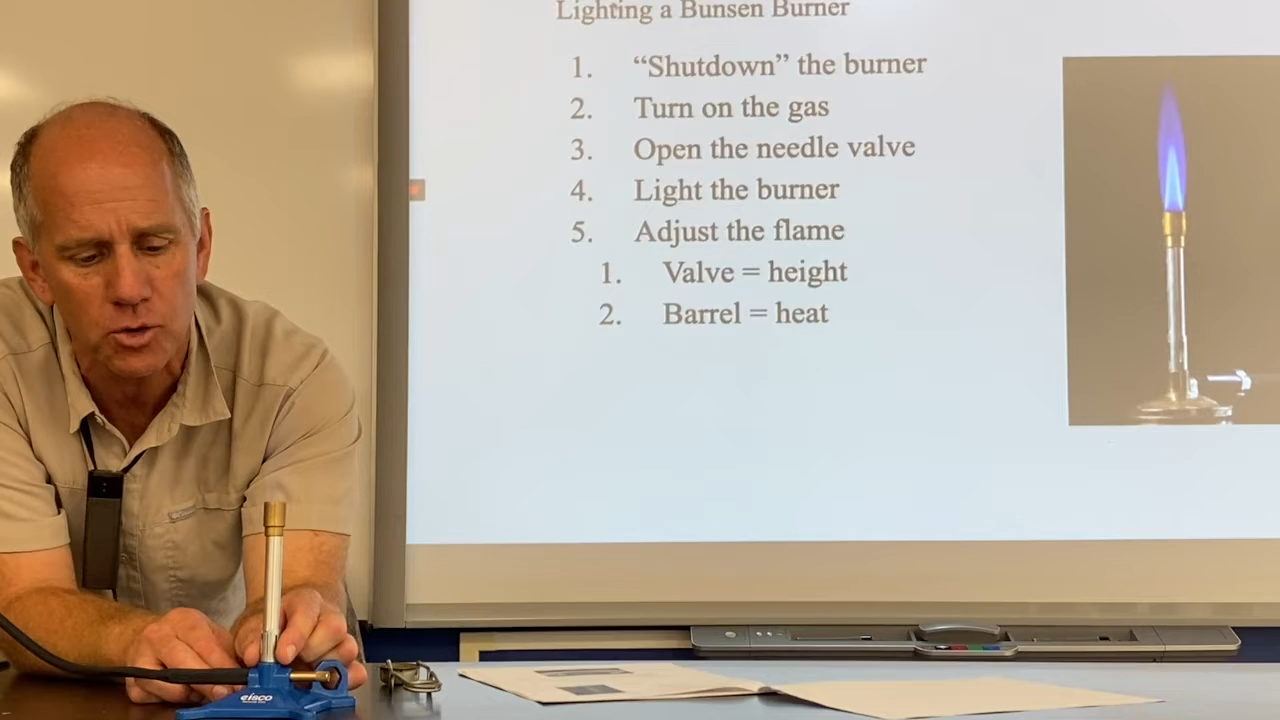 Lighting a Bunsen Burner
1. “Shutdown” the burner
2. Turn on the gas
3. Open the needle valve
4. Light the burner
5. Adjust the flame
1. Valve = height
2. Barrel = heat
eisco